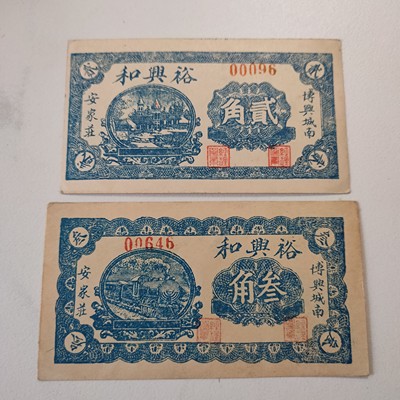 裕興和
00096
貳角
博興城南
安家莊
裕興和
00646
叁角
博興城南
安家莊